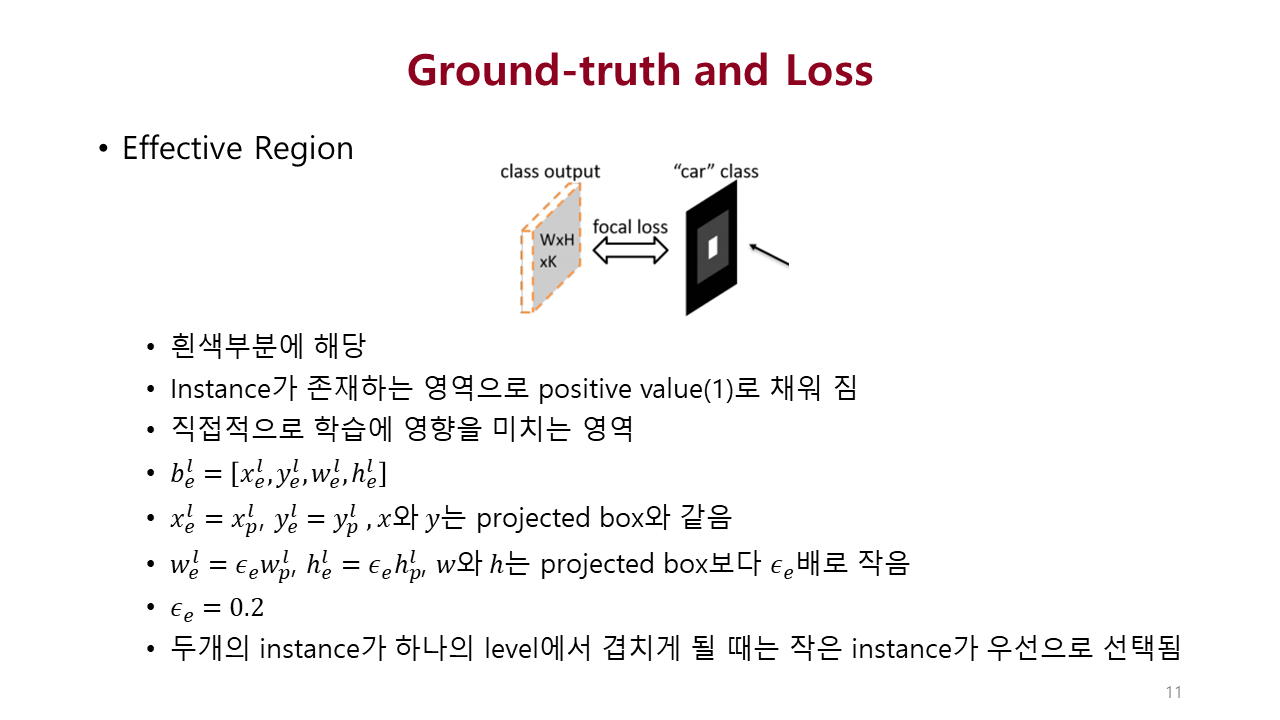 Ground-truth and Loss
• Effective Region
class output
“car” class
focal loss
WxH
xK
• 흰색부분에 해당
• Instance가 존재하는 영역으로 positive value(1)로 채워 짐
• 직접적으로 학습에 영향을 미치는 영역
• $b_e^l = [x_e^l, y_e^l, w_e^l, h_e^l]$
• $x_e^l = x_p^l$, $y_e^l = y_p^l$ , $x$와 $y$는 projected box와 같음
• $w_e^l = \epsilon_e w_p^l$, $h_e^l = \epsilon_e h_p^l$, $w$와 $h$는 projected box보다 $\epsilon_e$배로 작음
• $\epsilon_e = 0.2$
• 두개의 instance가 하나의 level에서 겹치게 될 때는 작은 instance가 우선으로 선택됨
11